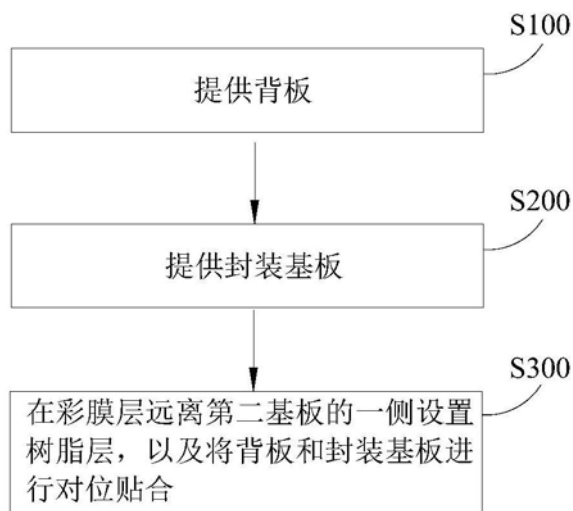 S100
提供背板
S200
提供封装基板
S300
在彩膜层远离第二基板的一侧设置
树脂层，以及将背板和封装基板进
行对位贴合